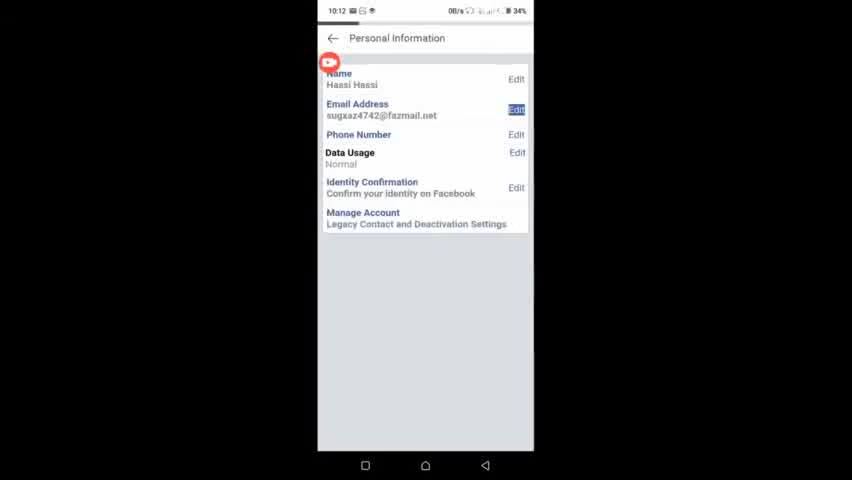 10:12 0B/s 34%
Personal Information
Name
Hassi Hassi
Edit
Email Address
sugxaz4742@fazmail.net
Edit
Phone Number
Edit
Data Usage
Normal
Edit
Identity Confirmation
Confirm your identity on Facebook
Edit
Manage Account
Legacy Contact and Deactivation Settings